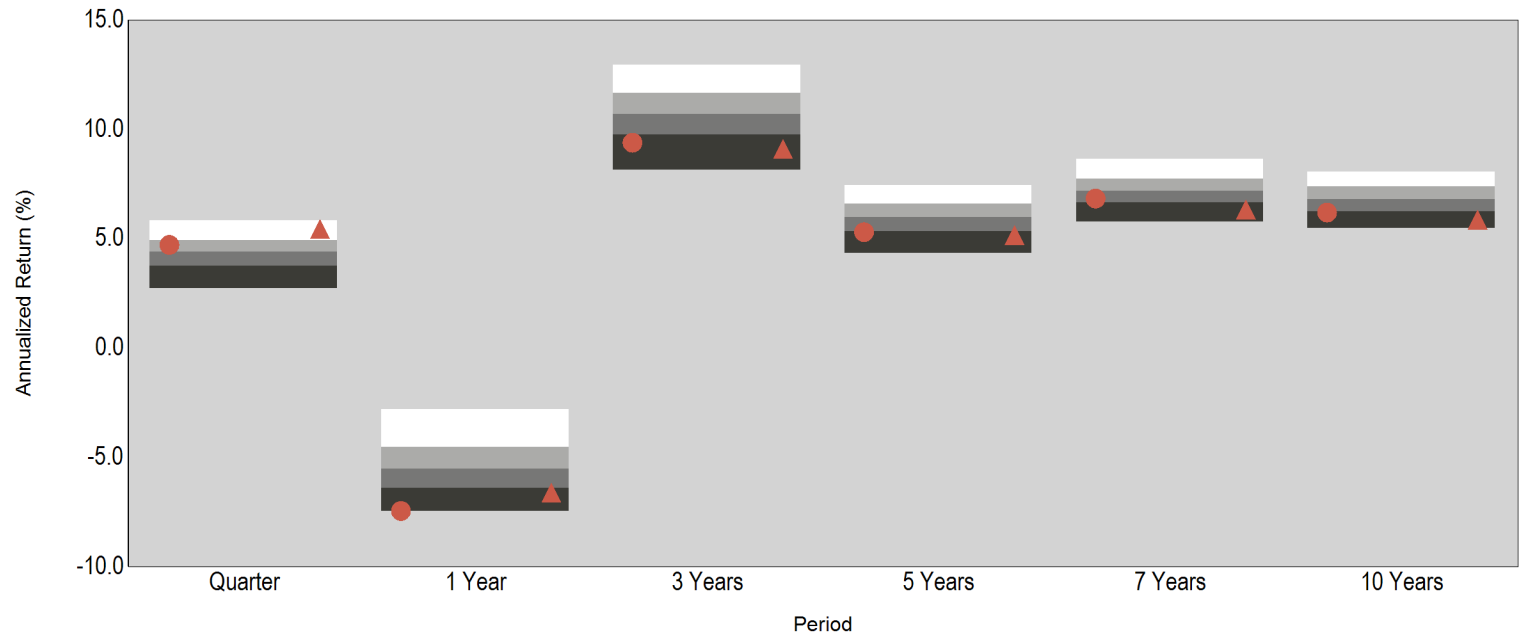 Annualized Return (%)
15.0
10.0
5.0
0.0
-5.0
-10.0
Quarter
1 Year
3 Years
5 Years
7 Years
10 Years
Period